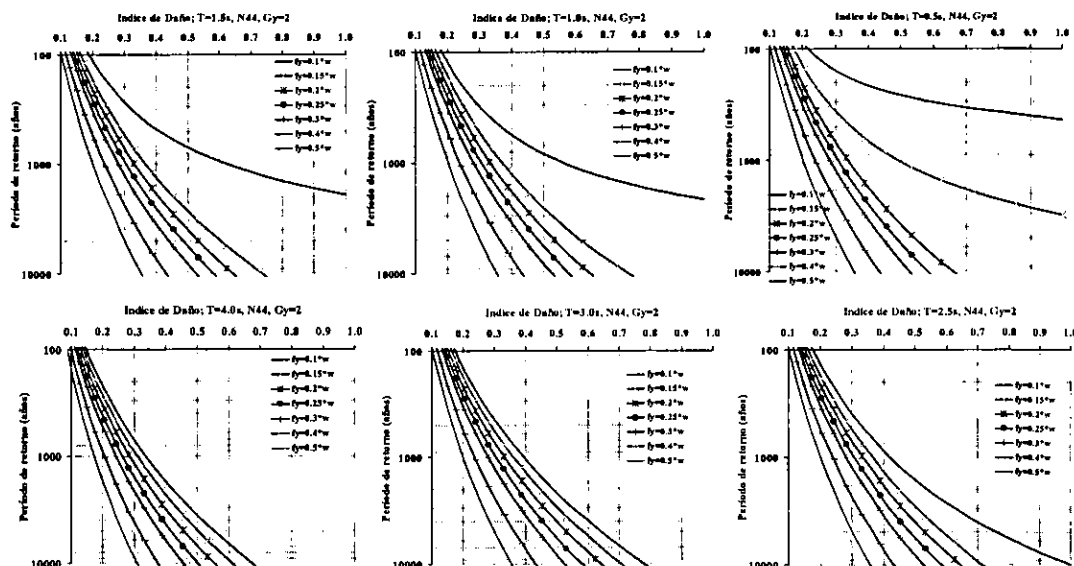 Indice de Daño; T=1.5s, N44, Gy=2
0.1 0.2 0.3 0.4 0.5 0.6 0.7 0.8 0.9 1.0
100
1000
10000
Período de retorno (años)
fy=0.1*w
fy=0.15*w
fy=0.2*w
fy=0.25*w
fy=0.3*w
fy=0.4*w
fy=0.5*w
Indice de Daño; T=1.0s, N44, Gy=2
0.1 0.2 0.3 0.4 0.5 0.6 0.7 0.8 0.9 1.0
100
1000
10000
Período de retorno (años)
fy=0.1*w
fy=0.15*w
fy=0.2*w
fy=0.25*w
fy=0.3*w
fy=0.4*w
fy=0.5*w
Indice de Daño; T=0.5s, N44, Gy=2
0.1 0.2 0.3 0.4 0.5 0.6 0.7 0.8 0.9 1.0
100
1000
10000
Período de retorno (años)
fy=0.1*w
fy=0.15*w
fy=0.2*w
fy=0.25*w
fy=0.3*w
fy=0.4*w
fy=0.5*w
Indice de Daño; T=4.0s, N44, Gy=2
0.1 0.2 0.3 0.4 0.5 0.6 0.7 0.8 0.9 1.0
100
1000
10000
Período de retorno (años)
fy=0.1*w
fy=0.15*w
fy=0.2*w
fy=0.25*w
fy=0.3*w
fy=0.4*w
fy=0.5*w
Indice de Daño; T=3.0s, N44, Gy=2
0.1 0.2 0.3 0.4 0.5 0.6 0.7 0.8 0.9 1.0
100
1000
10000
Período de retorno (años)
fy=0.1*w
fy=0.15*w
fy=0.2*w
fy=0.25*w
fy=0.3*w
fy=0.4*w
fy=0.5*w
Indice de Daño; T=2.5s, N44, Gy=2
0.1 0.2 0.3 0.4 0.5 0.6 0.7 0.8 0.9 1.0
100
1000
10000
Período de retorno (años)
fy=0.1*w
fy=0.15*w
fy=0.2*w
fy=0.25*w
fy=0.3*w
fy=0.4*w
fy=0.5*w